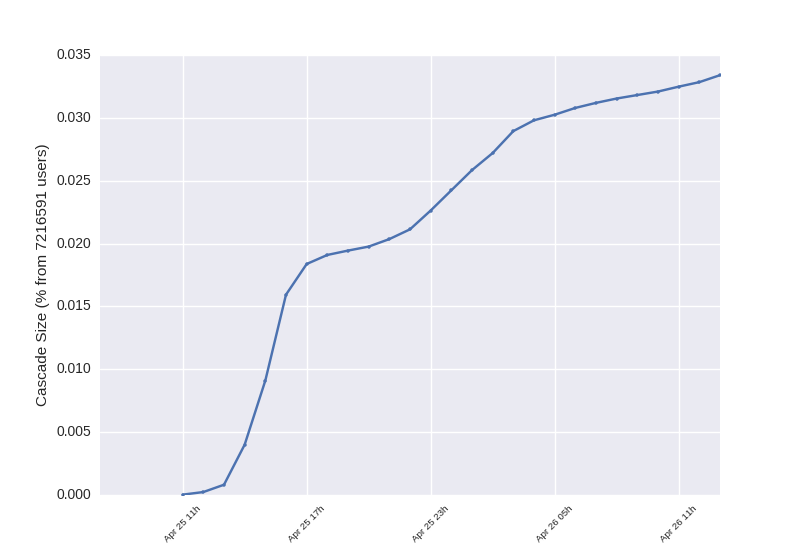 0.035
0.030
0.025
0.020
0.015
0.010
0.005
0.000
Cascade Size (% from 7216591 users)
Apr 25 11h
Apr 25 17h
Apr 25 23h
Apr 26 05h
Apr 26 11h